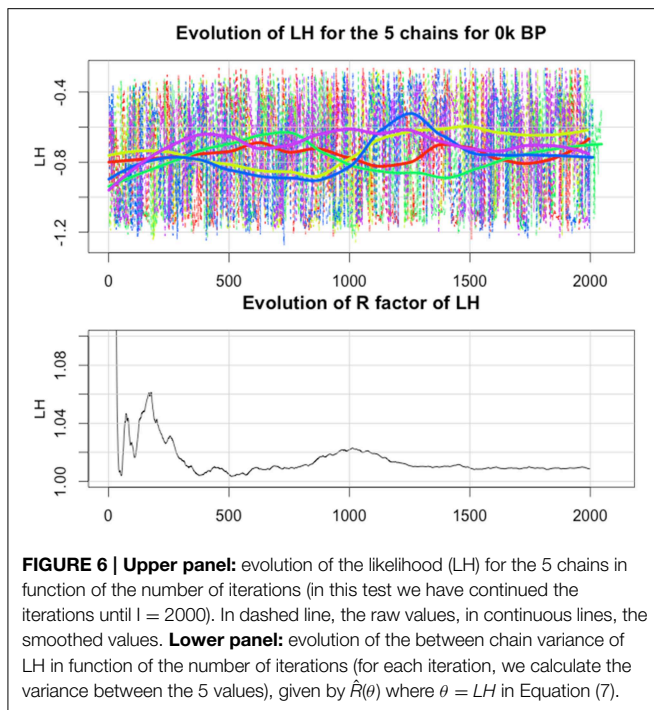 Evolution of LH for the 5 chains for 0k BP
LH
-0.4
-0.8
-1.2
0 500 1000 1500 2000
Evolution of R factor of LH
LH
1.08
1.04
1.00
0 500 1000 1500 2000
FIGURE 6 | Upper panel: evolution of the likelihood (LH) for the 5 chains in
function of the number of iterations (in this test we have continued the
iterations until I = 2000). In dashed line, the raw values, in continuous lines, the
smoothed values. Lower panel: evolution of the between chain variance of
LH in function of the number of iterations (for each iteration, we calculate the
variance between the 5 values), given by R̂(θ) where θ = LH in Equation (7).